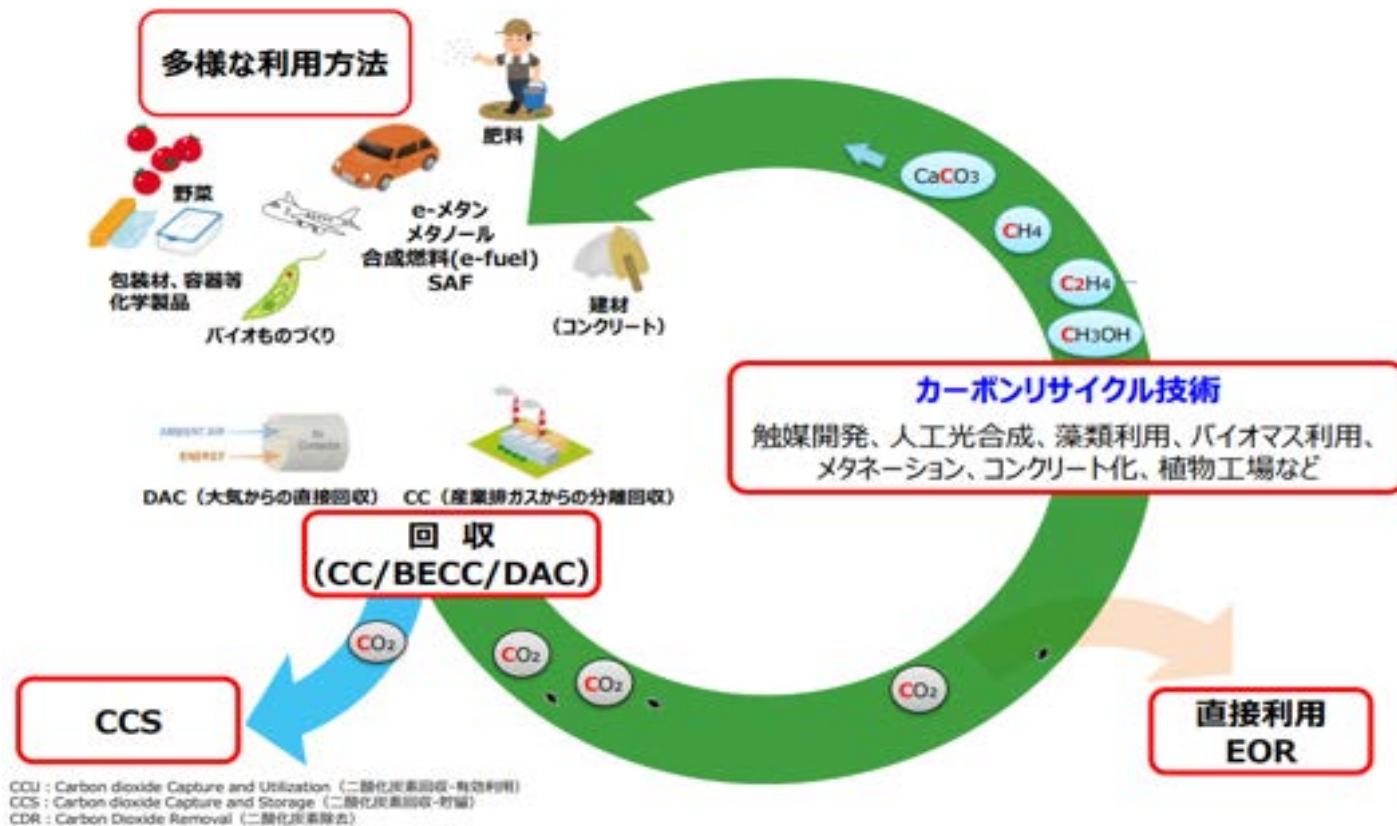 多様な利用方法
肥料
野菜
e-メタン
メタノール
合成燃料(e-fuel)
SAF
包装材、容器等
化学製品
バイオものづくり
建材
(コンクリート)
CaCO3
CH4
C2H4
CH3OH
カーボンリサイクル技術
触媒開発、人工光合成、藻類利用、バイオマス利用、
メタネーション、コンクリート化、植物工場など
AMBIENT AIR
ENERGY
Contactor
DAC(大気からの直接回収)
CC(産業排ガスからの分離回収)
回 収
(CC/BECC/DAC)
CO2
CO2
CO2
CO2
CCS
直接利用
EOR
CCU : Carbon dioxide Capture and Utilization(二酸化炭素回収-有効利用)
CCS : Carbon dioxide Capture and Storage(二酸化炭素回収-貯留)
CDR : Carbon Dioxide Removal(二酸化炭素除去)